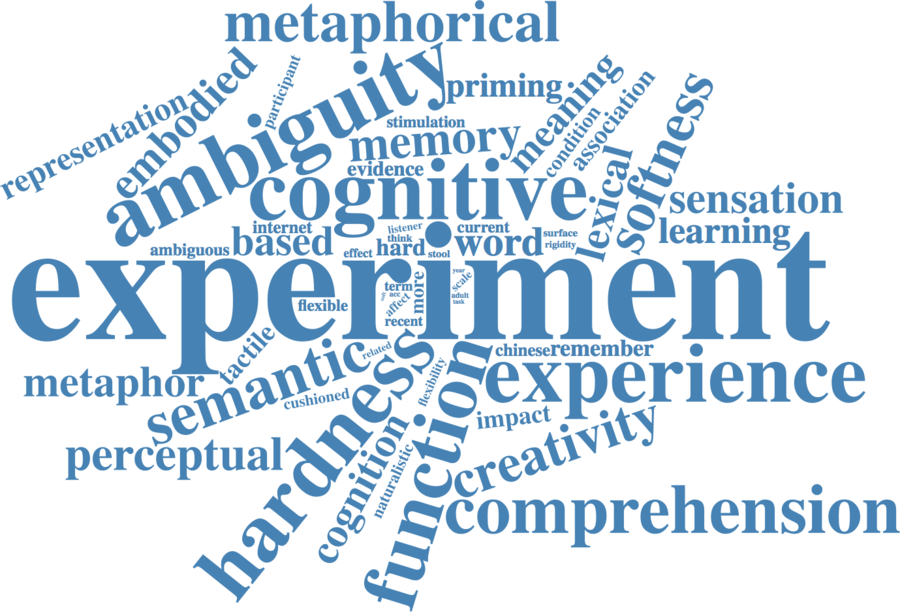 metaphorical
embodied
participant
ambiguity
priming
meaning
representation
stimulation
memory
condition
association
softness
evidence
cognitive
lexical
sensation
internet
listener
current
learning
ambiguous
based
think
effect
hard
stool
word
surface
rigidity
experiment
year
scale
term
acc
affect
more
adult
task
flexible
recent
tactile
related
chinese
remember
metaphor
semantic
cushioned
hardness
flexibility
function
experience
impact
creativity
perceptual
cognition
naturalistic
comprehension